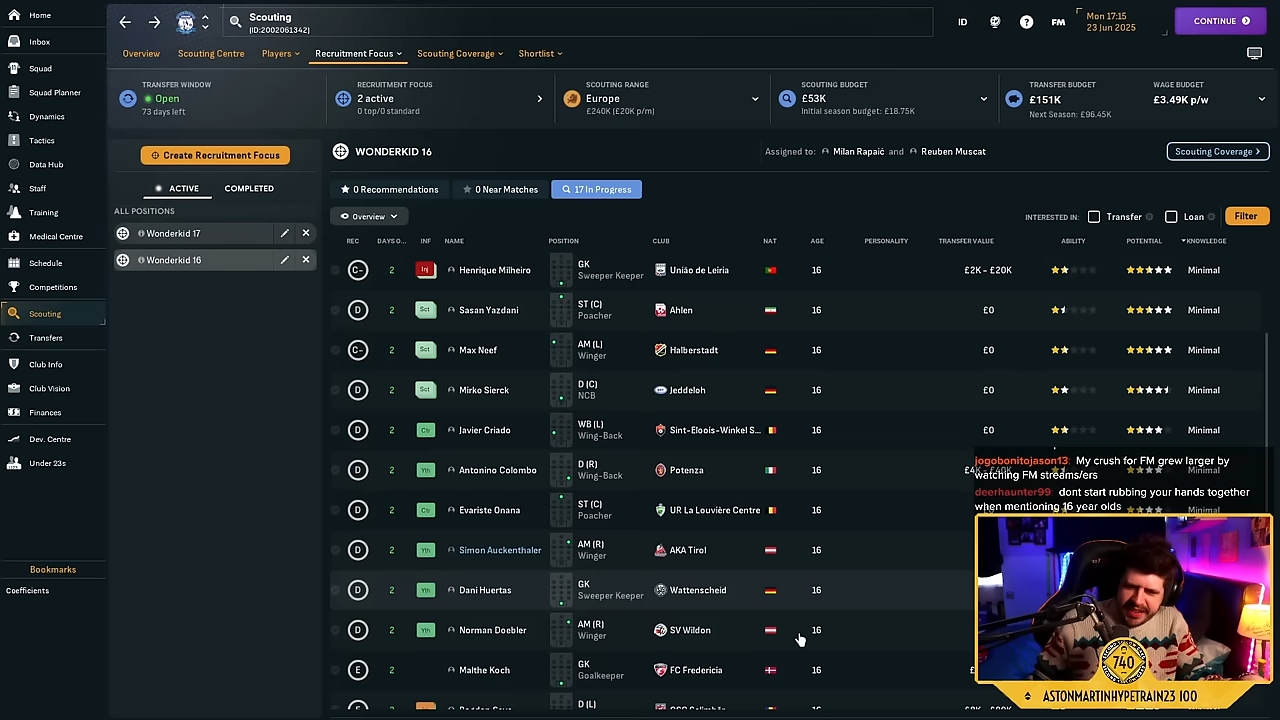 Home
Inbox
Squad
Squad Planner
Dynamics
Tactics
Data Hub
Staff
Training
Medical Centre
Schedule
Competitions
Scouting
Transfers
Club Info
Club Vision
Finances
Dev. Centre
Under 23s
Bookmarks
Coefficients
Scouting
(ID:2002061342)
ID
FM
Mon 17:15
23 Jun 2025
CONTINUE
Overview Scouting Centre Players Recruitment Focus Scouting Coverage Shortlist
TRANSFER WINDOW
Open
73 days left
RECRUITMENT FOCUS
2 active
0 top/0 standard
SCOUTING RANGE
Europe
£240K (£20K p/m)
SCOUTING BUDGET
£53K
Initial season budget: £18.75K
TRANSFER BUDGET
£151K
Next Season: £96.45K
WAGE BUDGET
£3.49K p/w
Create Recruitment Focus
ACTIVE COMPLETED
ALL POSITIONS
Wonderkid 17
Wonderkid 16
WONDERKID 16
Assigned to: Milan Rapaić and Reuben Muscat
Scouting Coverage >
0 Recommendations 0 Near Matches 17 In Progress
Overview
INTERESTED IN: Transfer Loan Filter
REC DAYS O... INF NAME POSITION CLUB NAT AGE PERSONALITY TRANSFER VALUE ABILITY POTENTIAL KNOWLEDGE
C- 2 Inj Henrique Milheiro GK Sweeper Keeper União de Leiria 16 £2K - £20K Minimal
D 2 Sct Sasan Yazdani ST (C) Poacher Ahlen 16 £0 Minimal
C- 2 Sct Max Neef AM (L) Winger Halberstadt 16 £0 Minimal
D 2 Sct Mirko Sierck D (C) NCB Jeddeloh 16 £0 Minimal
D 2 Ctr Javier Criado WB (L) Wing-Back Sint-Eloois-Winkel S... 16 £0 Minimal
D 2 Yth Antonino Colombo D (R) Wing-Back Potenza 16 Minimal
D 2 Ctr Evariste Onana ST (C) Poacher UR La Louvière Centre 16 Minimal
D 2 Yth Simon Auckenthaler AM (R) Winger AKA Tirol 16
D 2 Yth Dani Huertas GK Sweeper Keeper Wattenscheid 16
D 2 Yth Norman Doebler AM (R) Winger SV Wildon 16
E 2 Malthe Koch GK Goalkeeper FC Fredericia 16
D (L)
jogobonitojason13: My crush for FM grew larger by
watching FM streams/ers
deerhaunter99: dont start rubbing your hands together
when mentioning 16 year olds
740
ASTONMARTINHYPETRAIN23 100